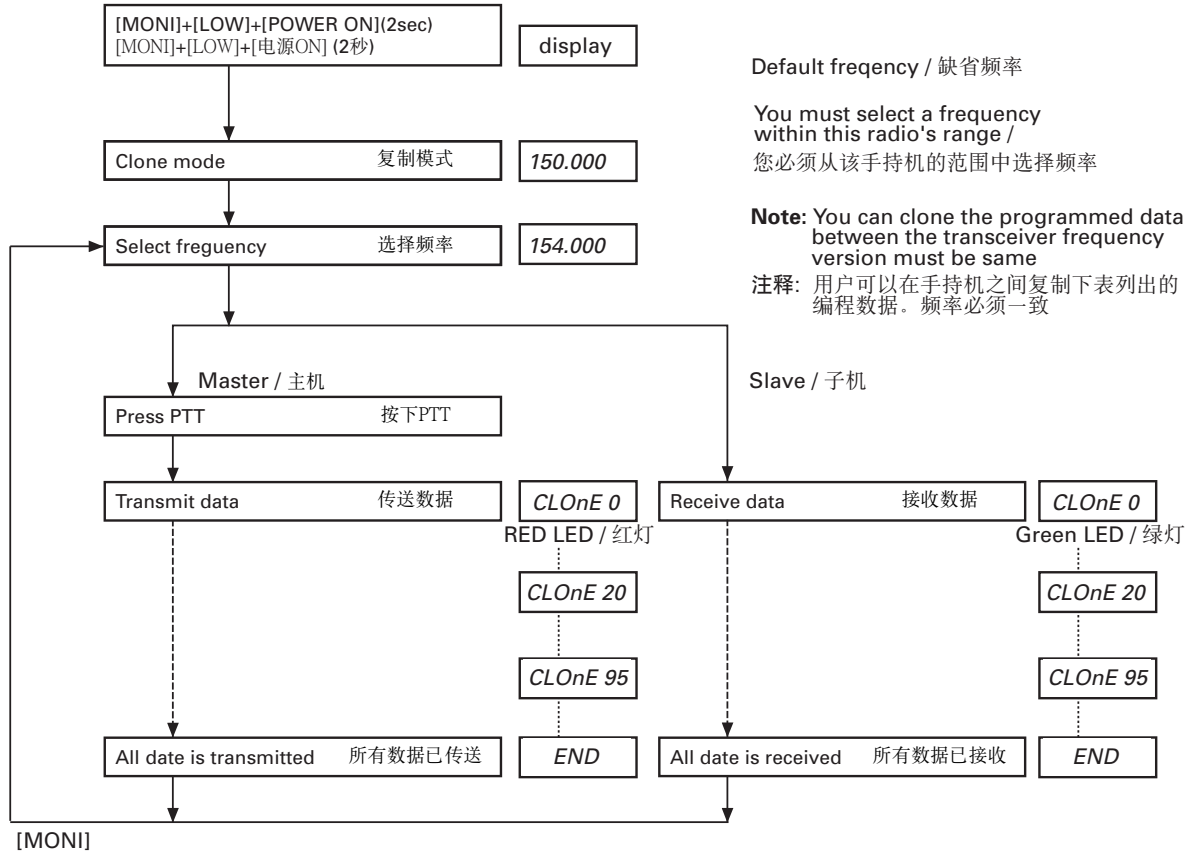 [MONI]+[LOW]+[POWER ON](2sec)
[MONI]+[LOW]+[电源ON] (2秒)
display
Default freqency / 缺省频率
You must select a frequency
within this radio's range /
您必须从该手持机的范围中选择频率
Clone mode 复制模式
150.000
Note: You can clone the programmed data
between the transceiver frequency
version must be same
注释: 用户可以在手持机之间复制下表列出的
编程数据。频率必须一致
Select freguency 选择频率
154.000
Master / 主机
Slave / 子机
Press PTT 按下PTT
Transmit data 传送数据
CLOnE 0
RED LED / 红灯
CLOnE 20
CLOnE 95
Receive data 接收数据
CLOnE 0
Green LED / 绿灯
CLOnE 20
CLOnE 95
All date is transmitted 所有数据已传送
END
All date is received 所有数据已接收
END
[MONI]